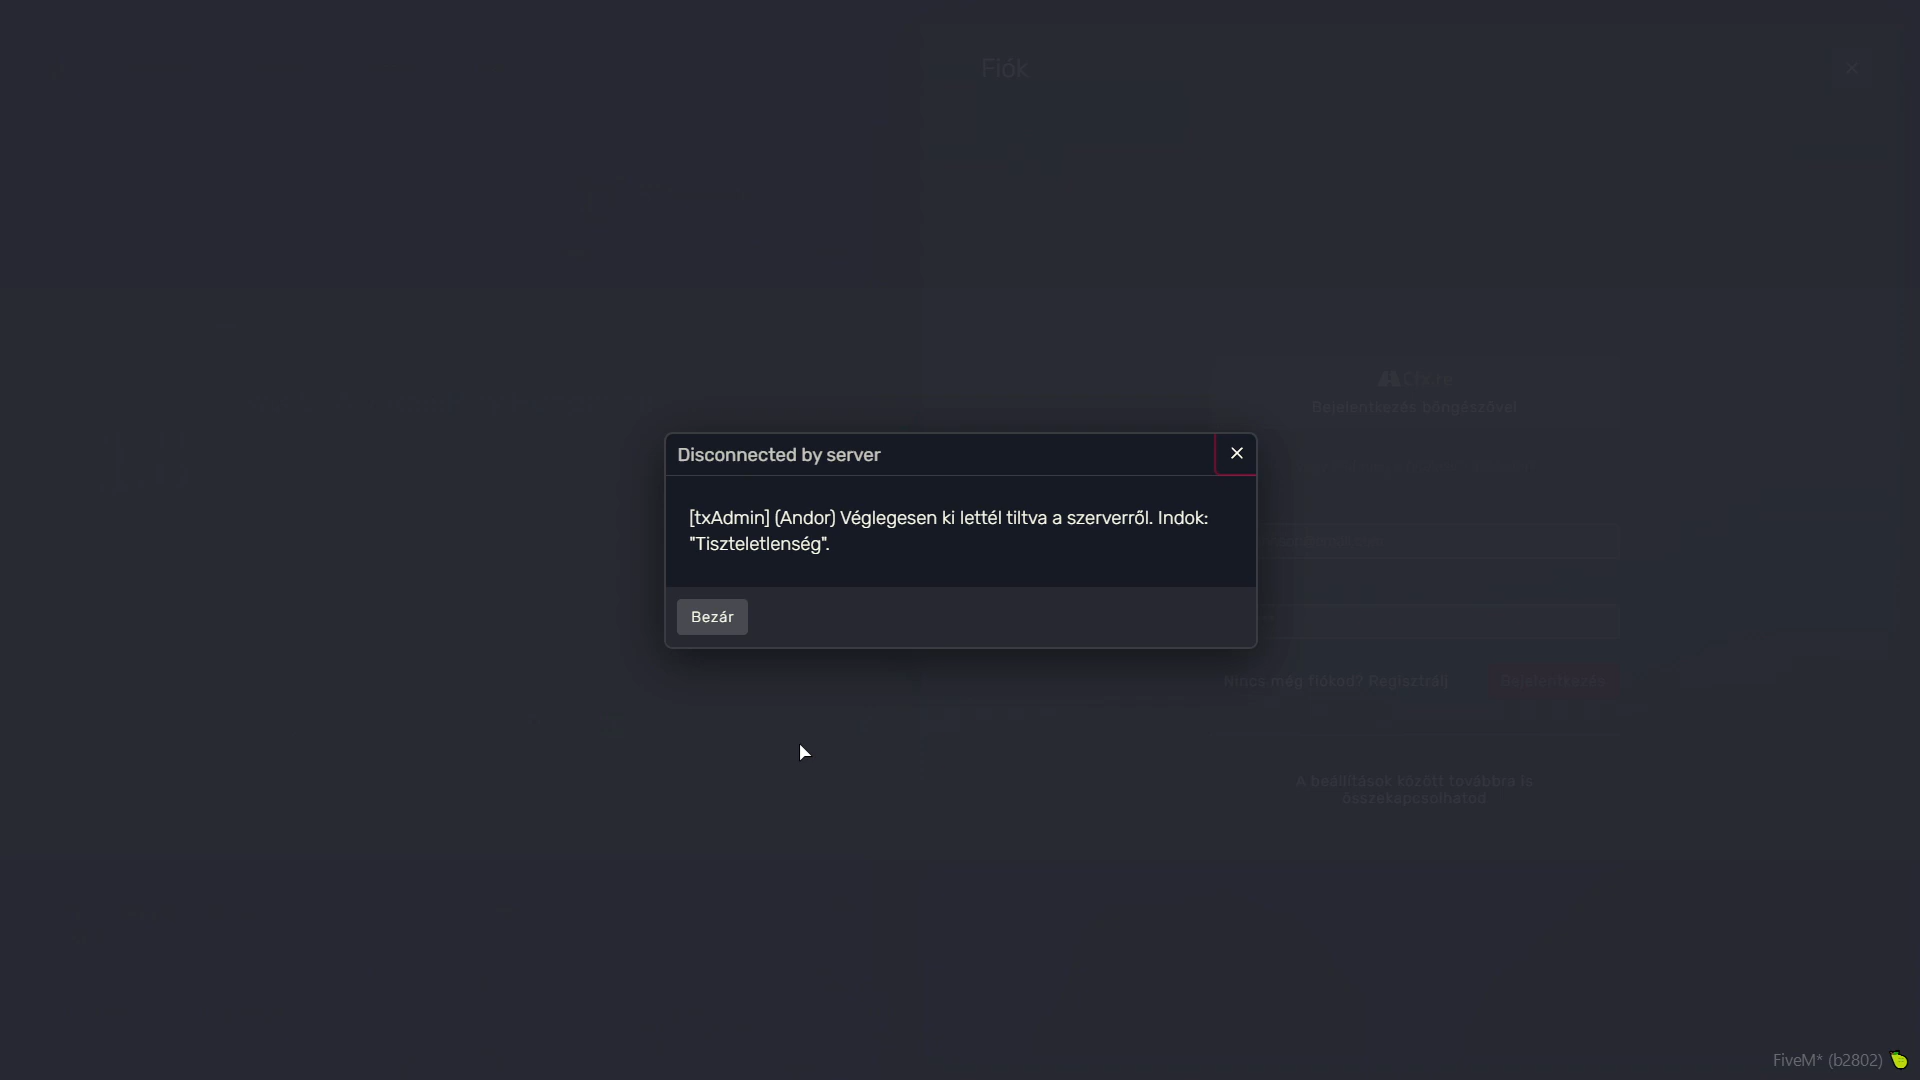 Fiók
Cfx.re
Bejelentkezés böngészővel
Disconnected by server
[txAdmin] (Andor) Véglegesen ki lettél tiltva a szerverről. Indok:
"Tiszteletlenség".
Bezár
Nincs még fiókod? Regisztrálj
Bejelentkezés
A beállítások között továbbra is
összekapcsolhatod
FiveM* (b2802)